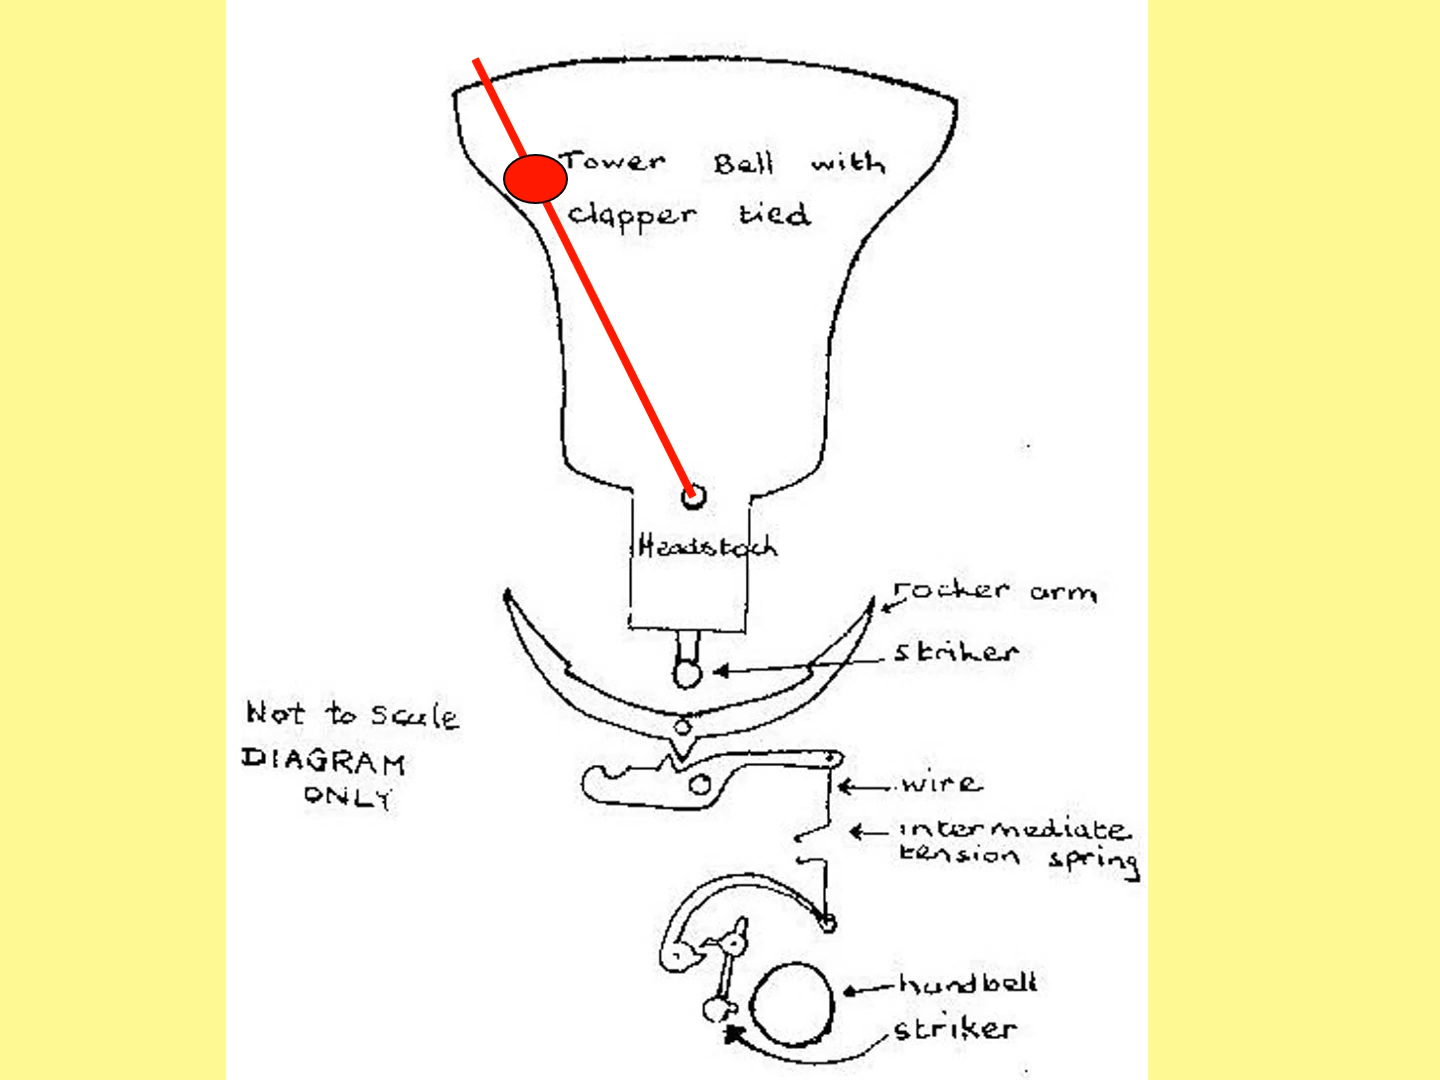 Tower Bell with
clapper tied
Headstock
rocker arm
striker
Not to Scale
DIAGRAM
ONLY
wire
intermediate
tension spring
handbell
striker